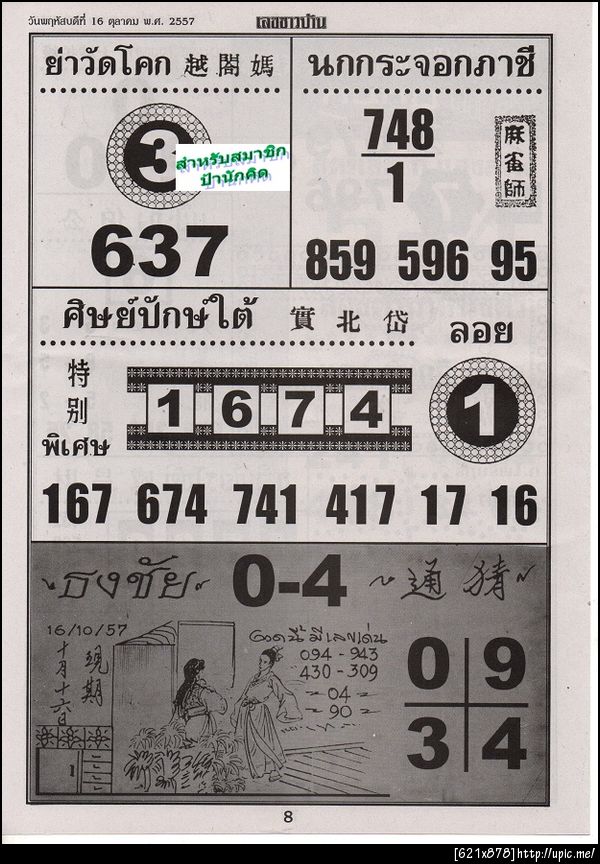 วันพฤหัสบดีที่ 16 ตุลาคม พ.ศ. 2557
เลขชาวบ้าน
ย่าวัดโคก 越閣媽
3
สำหรับสมาชิก
ป๋านักคิด
637
นกกระจอกภาชี
748
1
麻雀師
859 596 95
ศิษย์ปักษ์ใต้ 實北岱
ลอย
特别
พิเศษ
1 6 7 4
1
167 674 741 417 17 16
ธงชัย 0-4 通猜
16/10/57
十月十六日
現期
งวดนี้มีเลขเด่น
094 - 943
430 - 309
04
90
0 9
3 4
1
8
[621x878]http://upic.me/